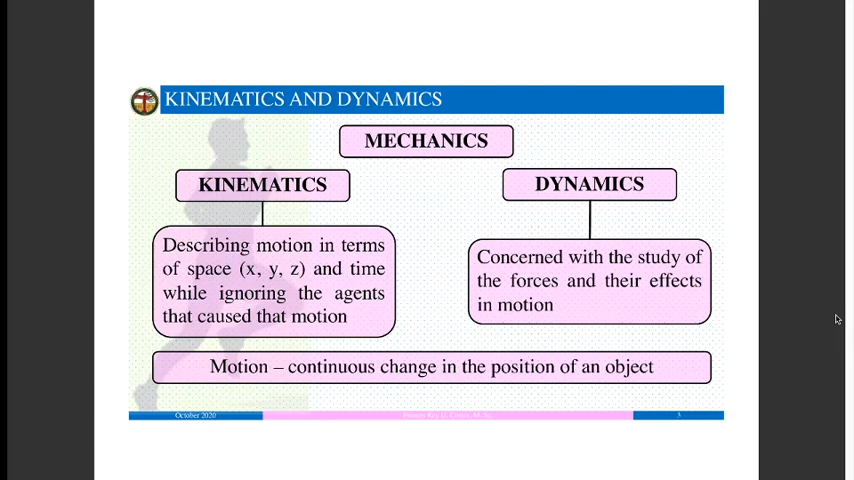 KINEMATICS AND DYNAMICS
MECHANICS
KINEMATICS
DYNAMICS
Describing motion in terms
of space (x, y, z) and time
while ignoring the agents
that caused that motion
Concerned with the study of
the forces and their effects
in motion
Motion – continuous change in the position of an object
October 2020
3